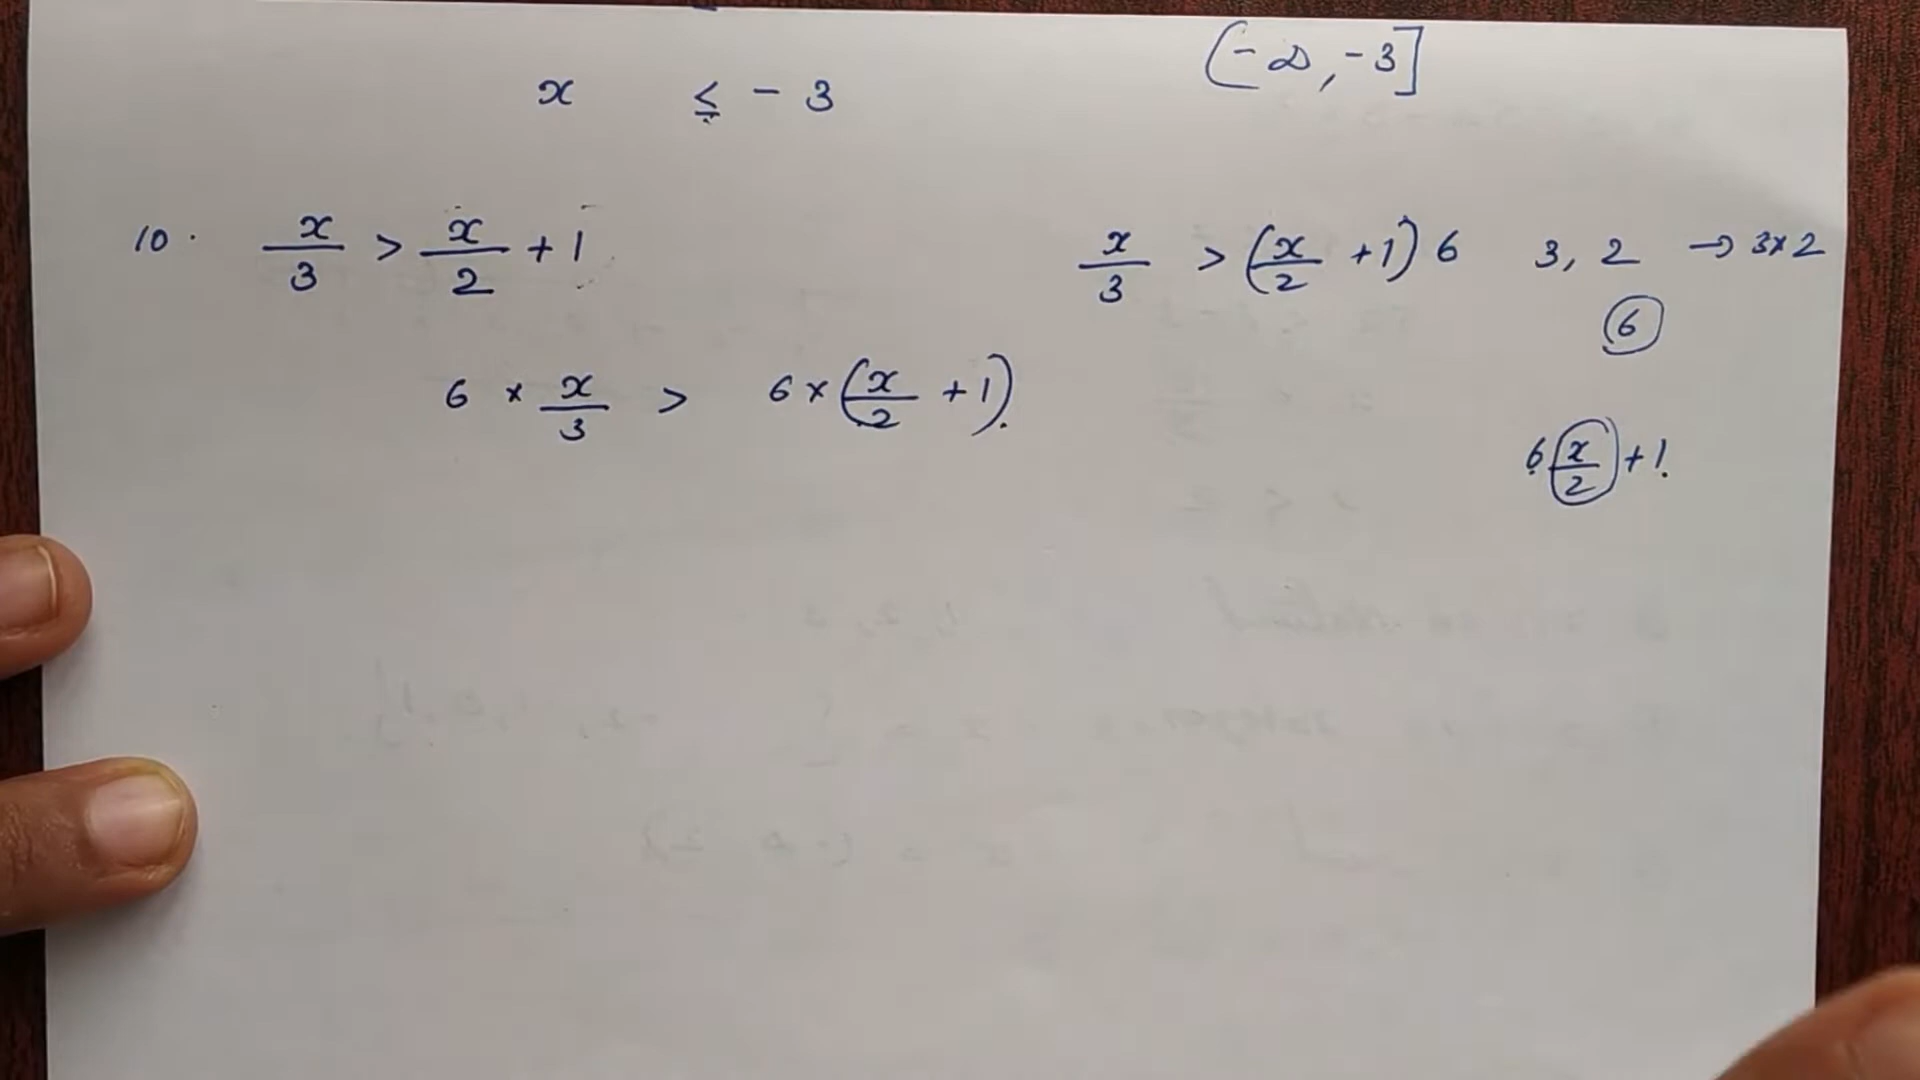 x ≤ - 3 (-∞, -3]
10. x/3 > x/2 + 1 x/3 > (x/2 + 1) 6 3, 2 → 3×2
6
6 × x/3 > 6 × (x/2 + 1)
6(x/2) + 1